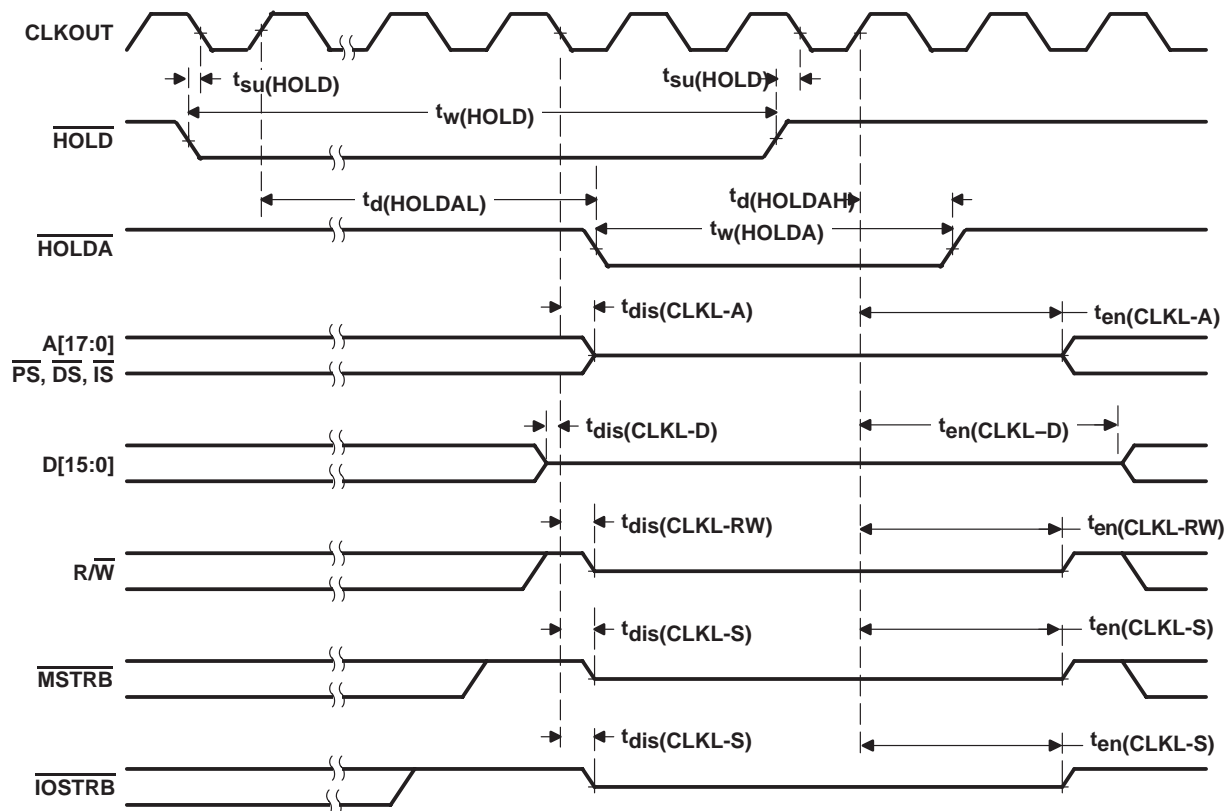 CLKOUT
tsu(HOLD)
tsu(HOLD)
tw(HOLD)
HOLD
td(HOLDAL)
td(HOLDAH)
tw(HOLDA)
HOLDA
tdis(CLKL-A)
ten(CLKL-A)
A[17:0]
PS, DS, IS
tdis(CLKL-D)
ten(CLKL–D)
D[15:0]
tdis(CLKL-RW)
ten(CLKL-RW)
R/W
tdis(CLKL-S)
ten(CLKL-S)
MSTRB
tdis(CLKL-S)
ten(CLKL-S)
IOSTRB